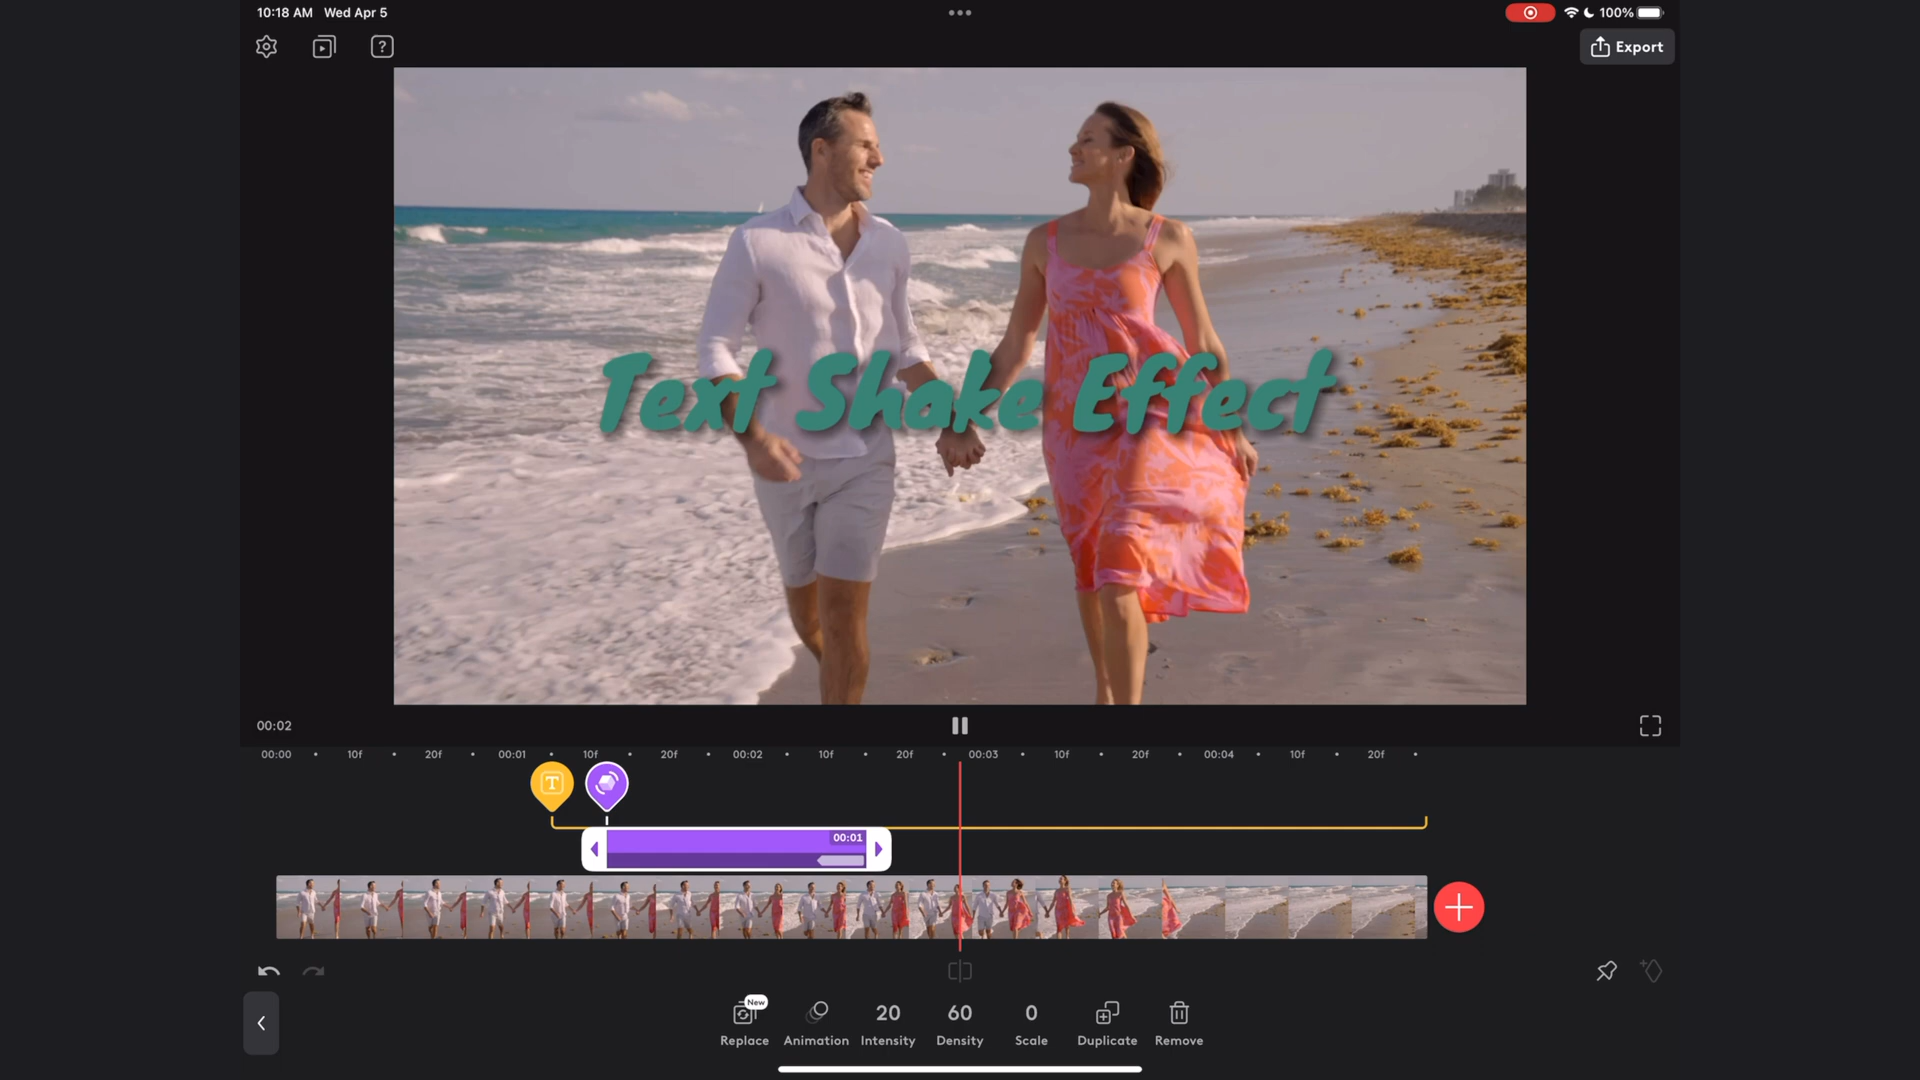 10:18 AM Wed Apr 5
100%
?
Export
Text Shake Effect
00:02
00:00 10f 20f 00:01 10f 20f 00:02 10f 20f 00:03 10f 20f 00:04 10f 20f
T
00:01
New
20 60 0
Replace Animation Intensity Density Scale Duplicate Remove